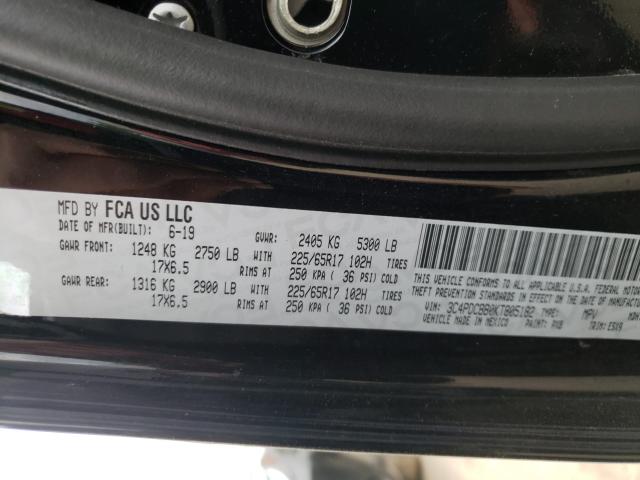 MFD BY FCA US LLC
DATE OF MFR(BUILT): 6-19 GVWR: 2405 KG 5300 LB
GAWR FRONT: 1248 KG 2750 LB WITH 225/65R17 102H TIRES
17X6.5 RIMS AT 250 KPA ( 36 PSI) COLD
GAWR REAR: 1316 KG 2900 LB WITH 225/65R17 102H TIRES
17X6.5 RIMS AT 250 KPA ( 36 PSI) COLD
THIS VEHICLE CONFORMS TO ALL APPLICABLE U.S.A. FEDERAL MOTOR
THEFT PREVENTION STANDARDS IN EFFECT ON THE DATE OF
VIN: TYPE: MPV
VEHICLE MADE IN MEXICO PAINT: TRIM: